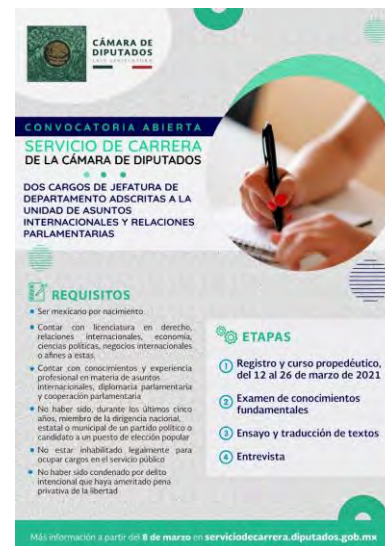 CÁMARA DE
DIPUTADOS
LXIV LEGISLATURA
CONVOCATORIA ABIERTA
SERVICIO DE CARRERA
DE LA CÁMARA DE DIPUTADOS
DOS CARGOS DE JEFATURA DE
DEPARTAMENTO ADSCRITAS A LA
UNIDAD DE ASUNTOS
INTERNACIONALES Y RELACIONES
PARLAMENTARIAS
REQUISITOS
Ser mexicano por nacimiento
Contar con licenciatura en derecho,
relaciones internacionales, economía,
ciencias políticas, negocios internacionales
o afines a estas
Contar con conocimientos y experiencia
profesional en materia de asuntos
internacionales, diplomacia parlamentaria
y cooperación parlamentaria
No haber sido, durante los últimos cinco
años, miembro de la dirigencia nacional,
estatal o municipal de un partido político o
candidato a un puesto de elección popular
No estar inhabilitado legalmente para
ocupar cargos en el servicio público
No haber sido condenado por delito
intencional que haya ameritado pena
privativa de la libertad
ETAPAS
1 Registro y curso propedéutico,
del 12 al 26 de marzo de 2021
2 Examen de conocimientos
fundamentales
3 Ensayo y traducción de textos
4 Entrevista
Más información a partir del 8 de marzo en serviciodecarrera.diputados.gob.mx